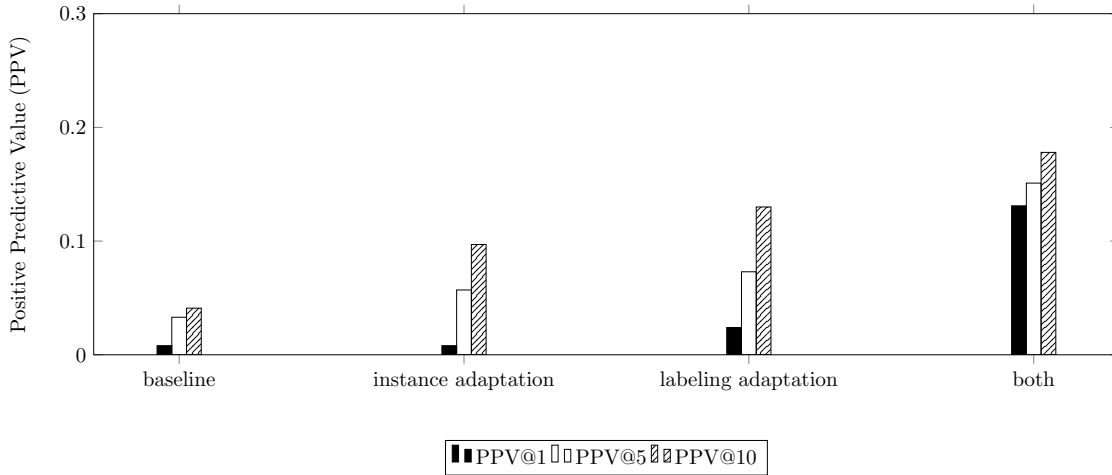 Positive Predictive Value (PPV)
0.3
0.2
0.1
0
baseline instance adaptation labeling adaptation both
PPV@1 PPV@5 PPV@10